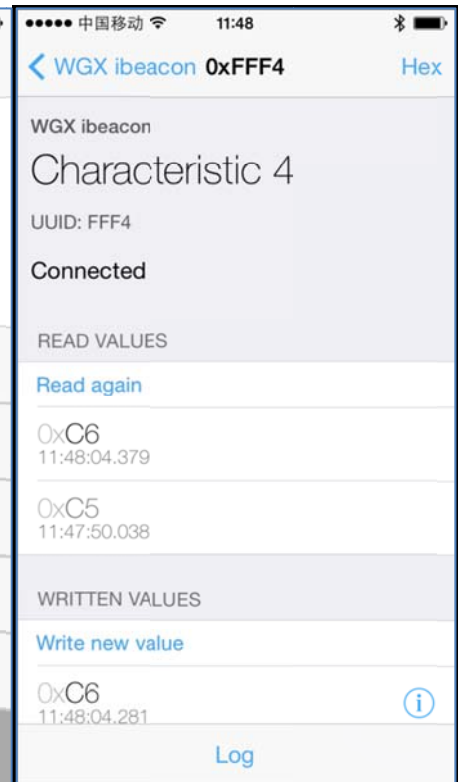 中国移动 11:48
WGX ibeacon 0xFFF4 Hex
WGX ibeacon
Characteristic 4
UUID: FFF4
Connected
READ VALUES
Read again
0xC6
11:48:04.379
0xC5
11:47:50.038
WRITTEN VALUES
Write new value
0xC6
11:48:04.281
Log